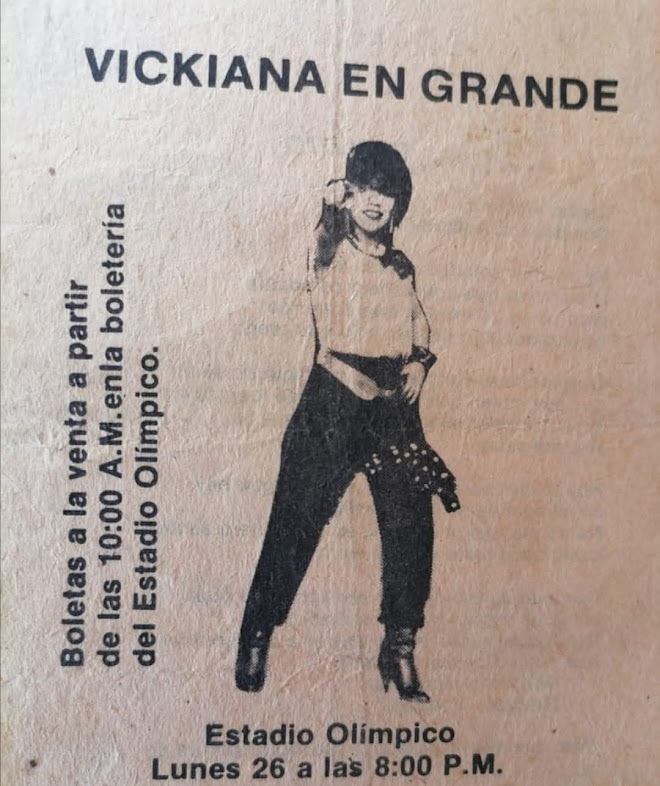 VICKIANA EN GRANDE
Boletas a la venta a partir
de las 10:00 A.M.enla boletería
del Estadio Olímpico.
Estadio Olímpico
Lunes 26 a las 8:00 P.M.